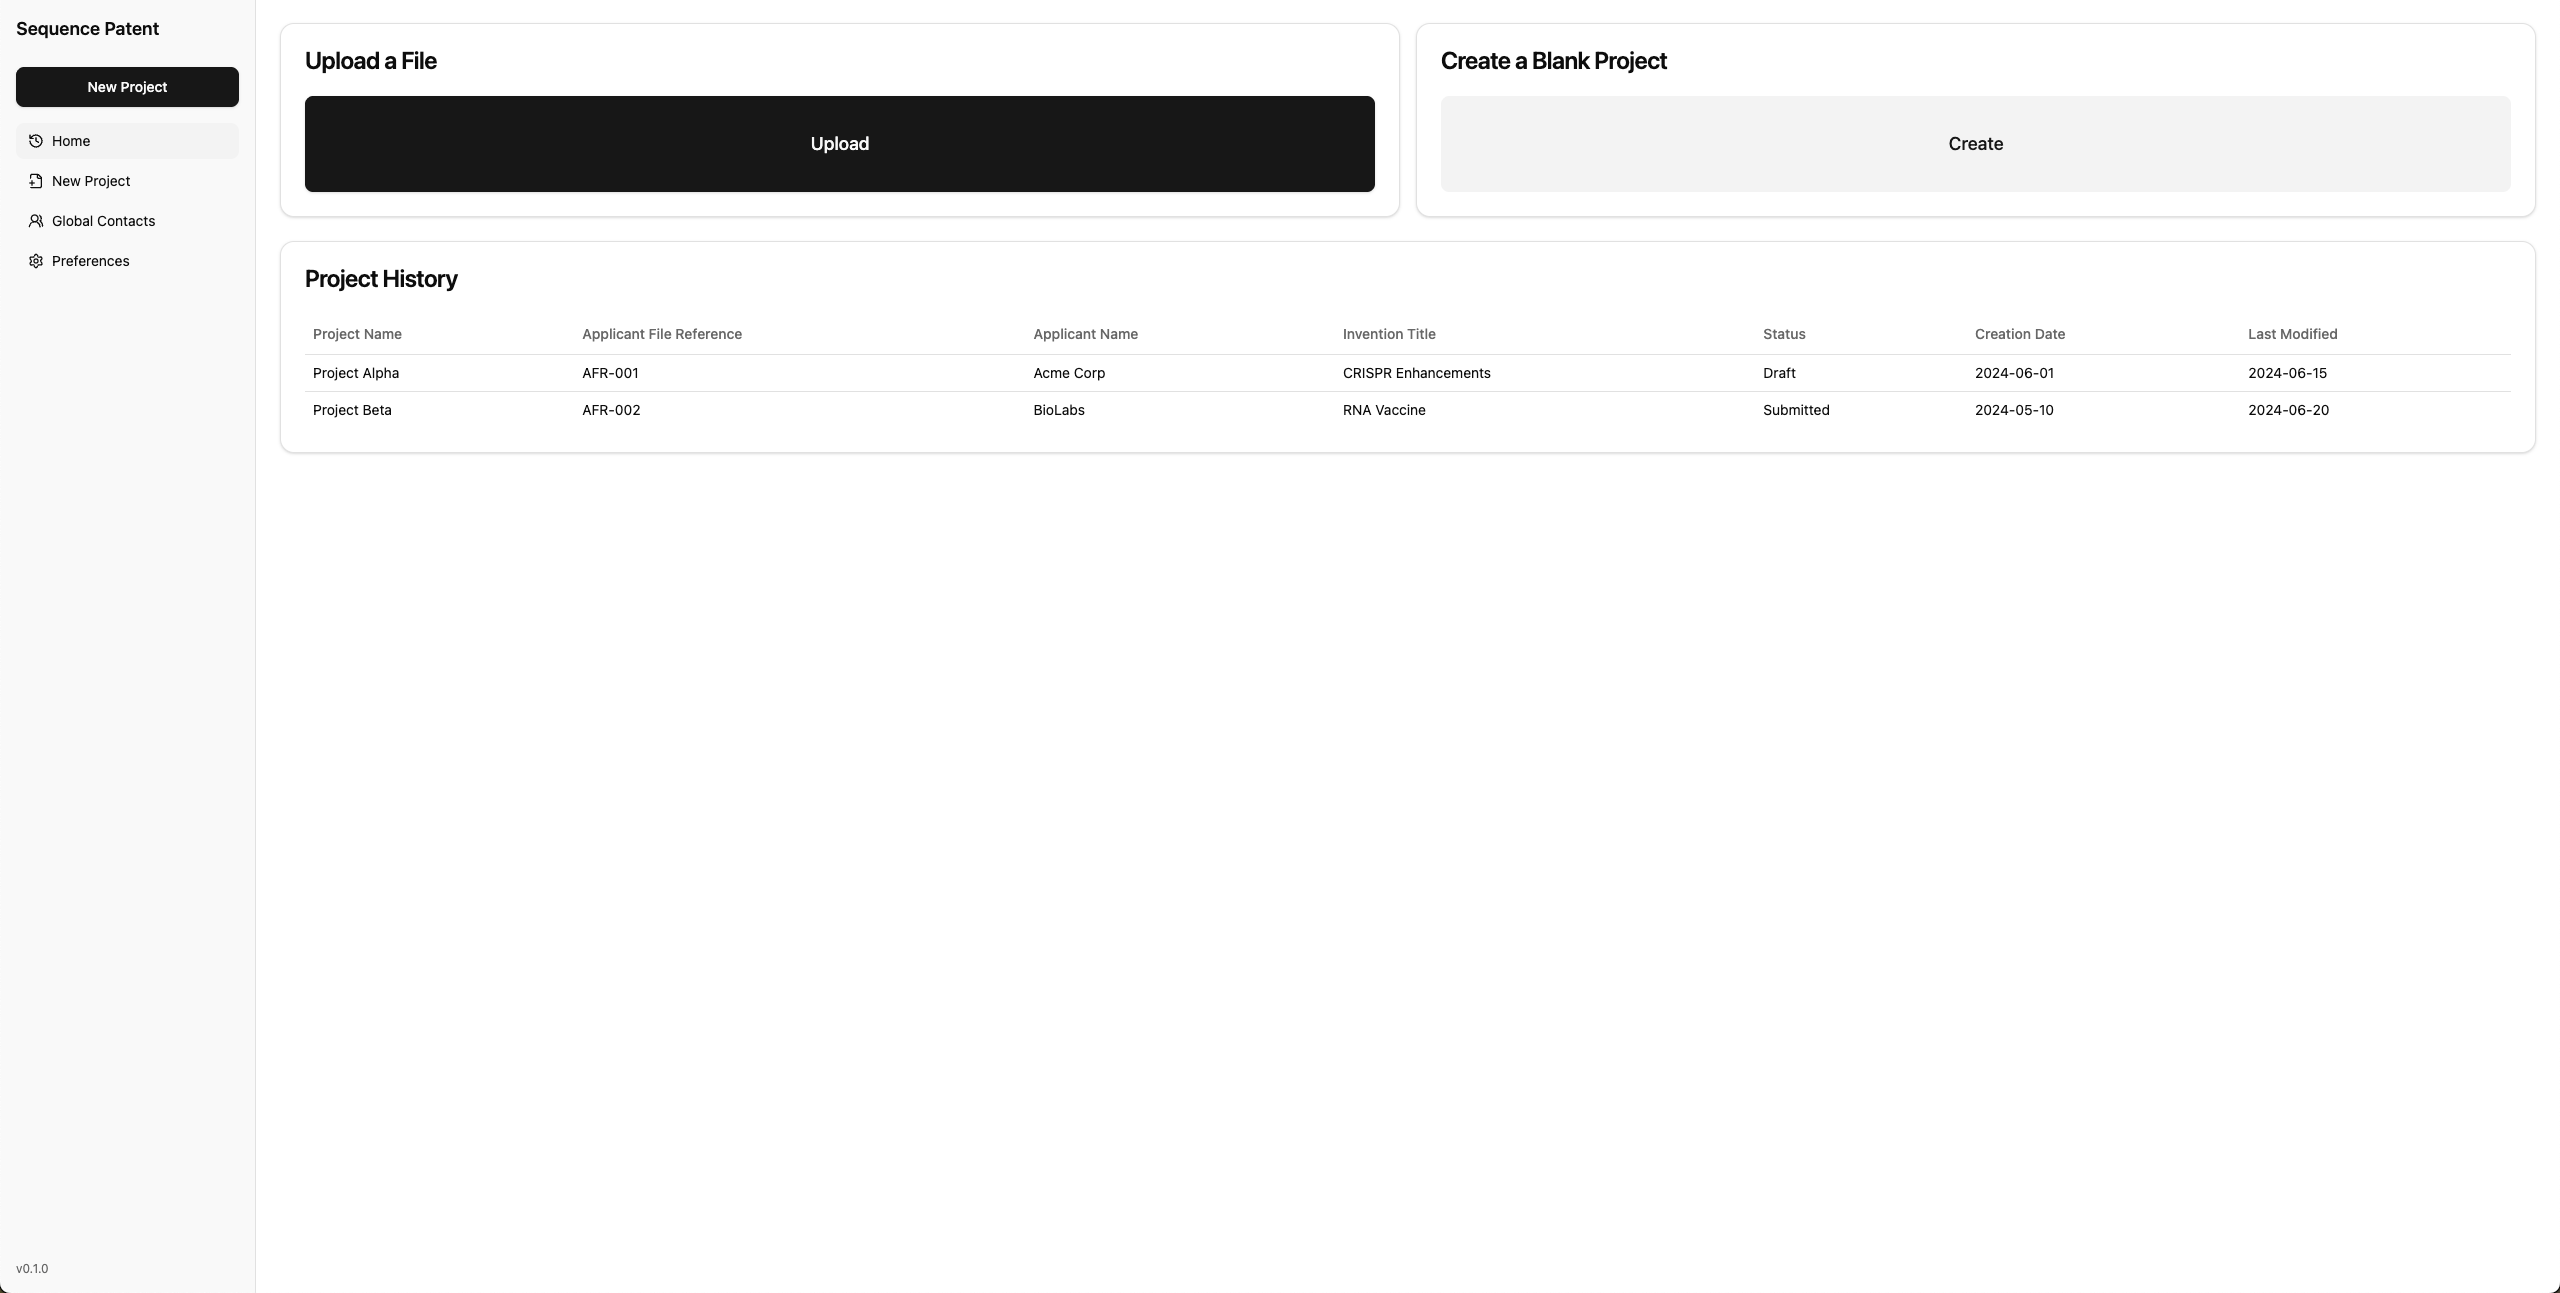 Sequence Patent
New Project
Home
New Project
Global Contacts
Preferences
v0.1.0
Upload a File
Upload
Create a Blank Project
Create
Project History
Project Name Applicant File Reference Applicant Name Invention Title Status Creation Date Last Modified
Project Alpha AFR-001 Acme Corp CRISPR Enhancements Draft 2024-06-01 2024-06-15
Project Beta AFR-002 BioLabs RNA Vaccine Submitted 2024-05-10 2024-06-20